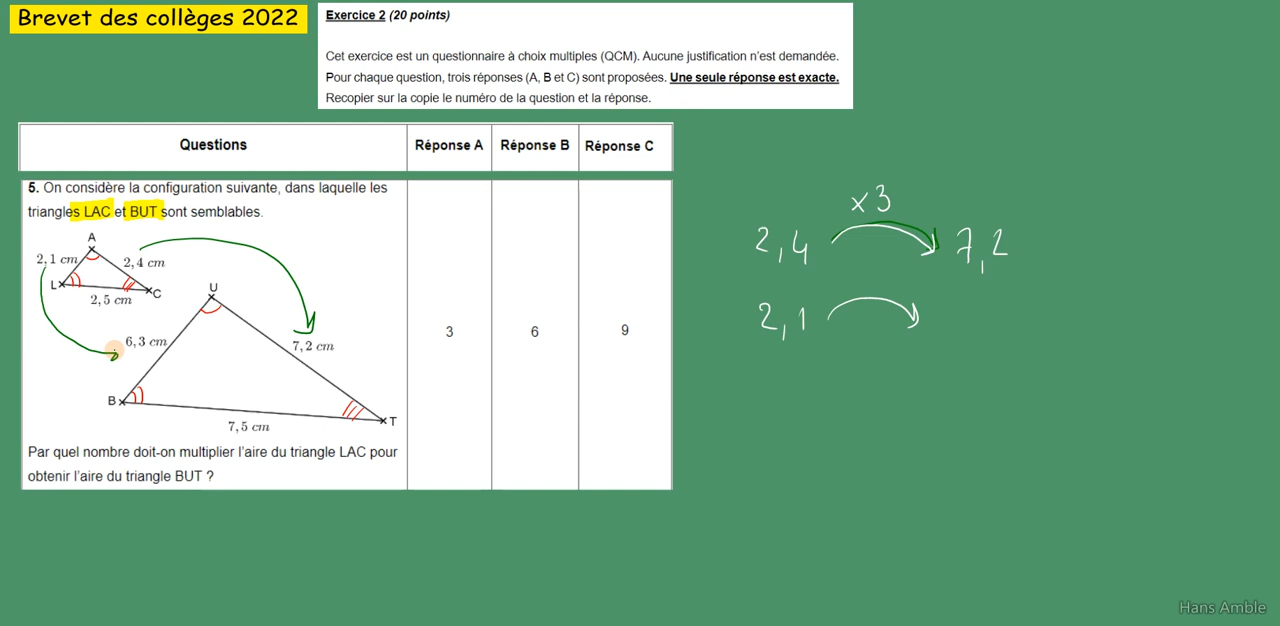 Brevet des collèges 2022
Exercice 2 (20 points)
Cet exercice est un questionnaire à choix multiples (QCM). Aucune justification n'est demandée.
Pour chaque question, trois réponses (A, B et C) sont proposées. Une seule réponse est exacte.
Recopier sur la copie le numéro de la question et la réponse.
Questions
Réponse A
Réponse B
Réponse C
5. On considère la configuration suivante, dans laquelle les
triangles LAC et BUT sont semblables.
A
2,1 cm
2,4 cm
L
C
2,5 cm
U
6,3 cm
7,2 cm
B
T
7,5 cm
3
6
9
Par quel nombre doit-on multiplier l'aire du triangle LAC pour
obtenir l'aire du triangle BUT ?
×3
2,4
7,2
2,1
Hans Amble